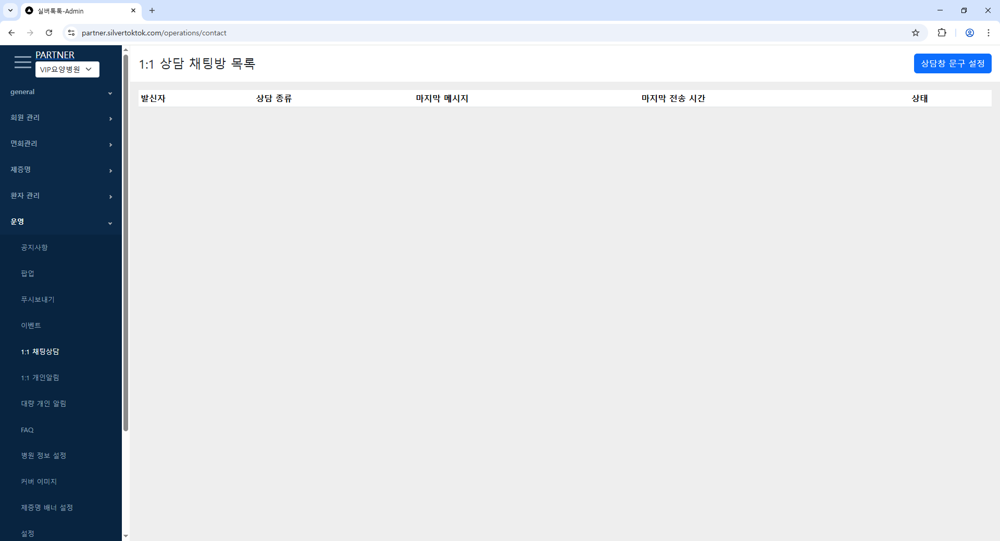 실버톡톡-Admin
partner.silvertoktok.com/operations/contact
PARTNER
VIP요양병원
general
회원 관리
면회관리
제증명
환자 관리
운영
공지사항
팝업
푸시보내기
이벤트
1:1 채팅상담
1:1 개인알림
대량 개인 알림
FAQ
병원 정보 설정
커버 이미지
제증명 배너 설정
설정
1:1 상담 채팅방 목록
상담창 문구 설정
발신자 상담 종류 마지막 메시지 마지막 전송 시간 상태